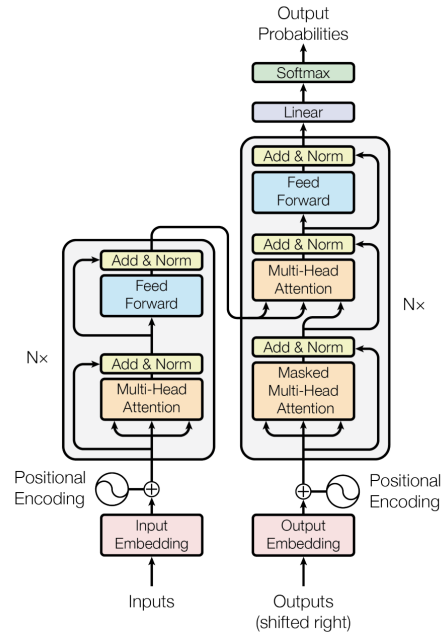 Output
Probabilities
Softmax
Linear
Add & Norm
Feed
Forward
Add & Norm
Multi-Head
Attention
Nx
Add & Norm
Masked
Multi-Head
Attention
Positional
Encoding
Output
Embedding
Outputs
(shifted right)
Add & Norm
Feed
Forward
Nx
Add & Norm
Multi-Head
Attention
Positional
Encoding
Input
Embedding
Inputs